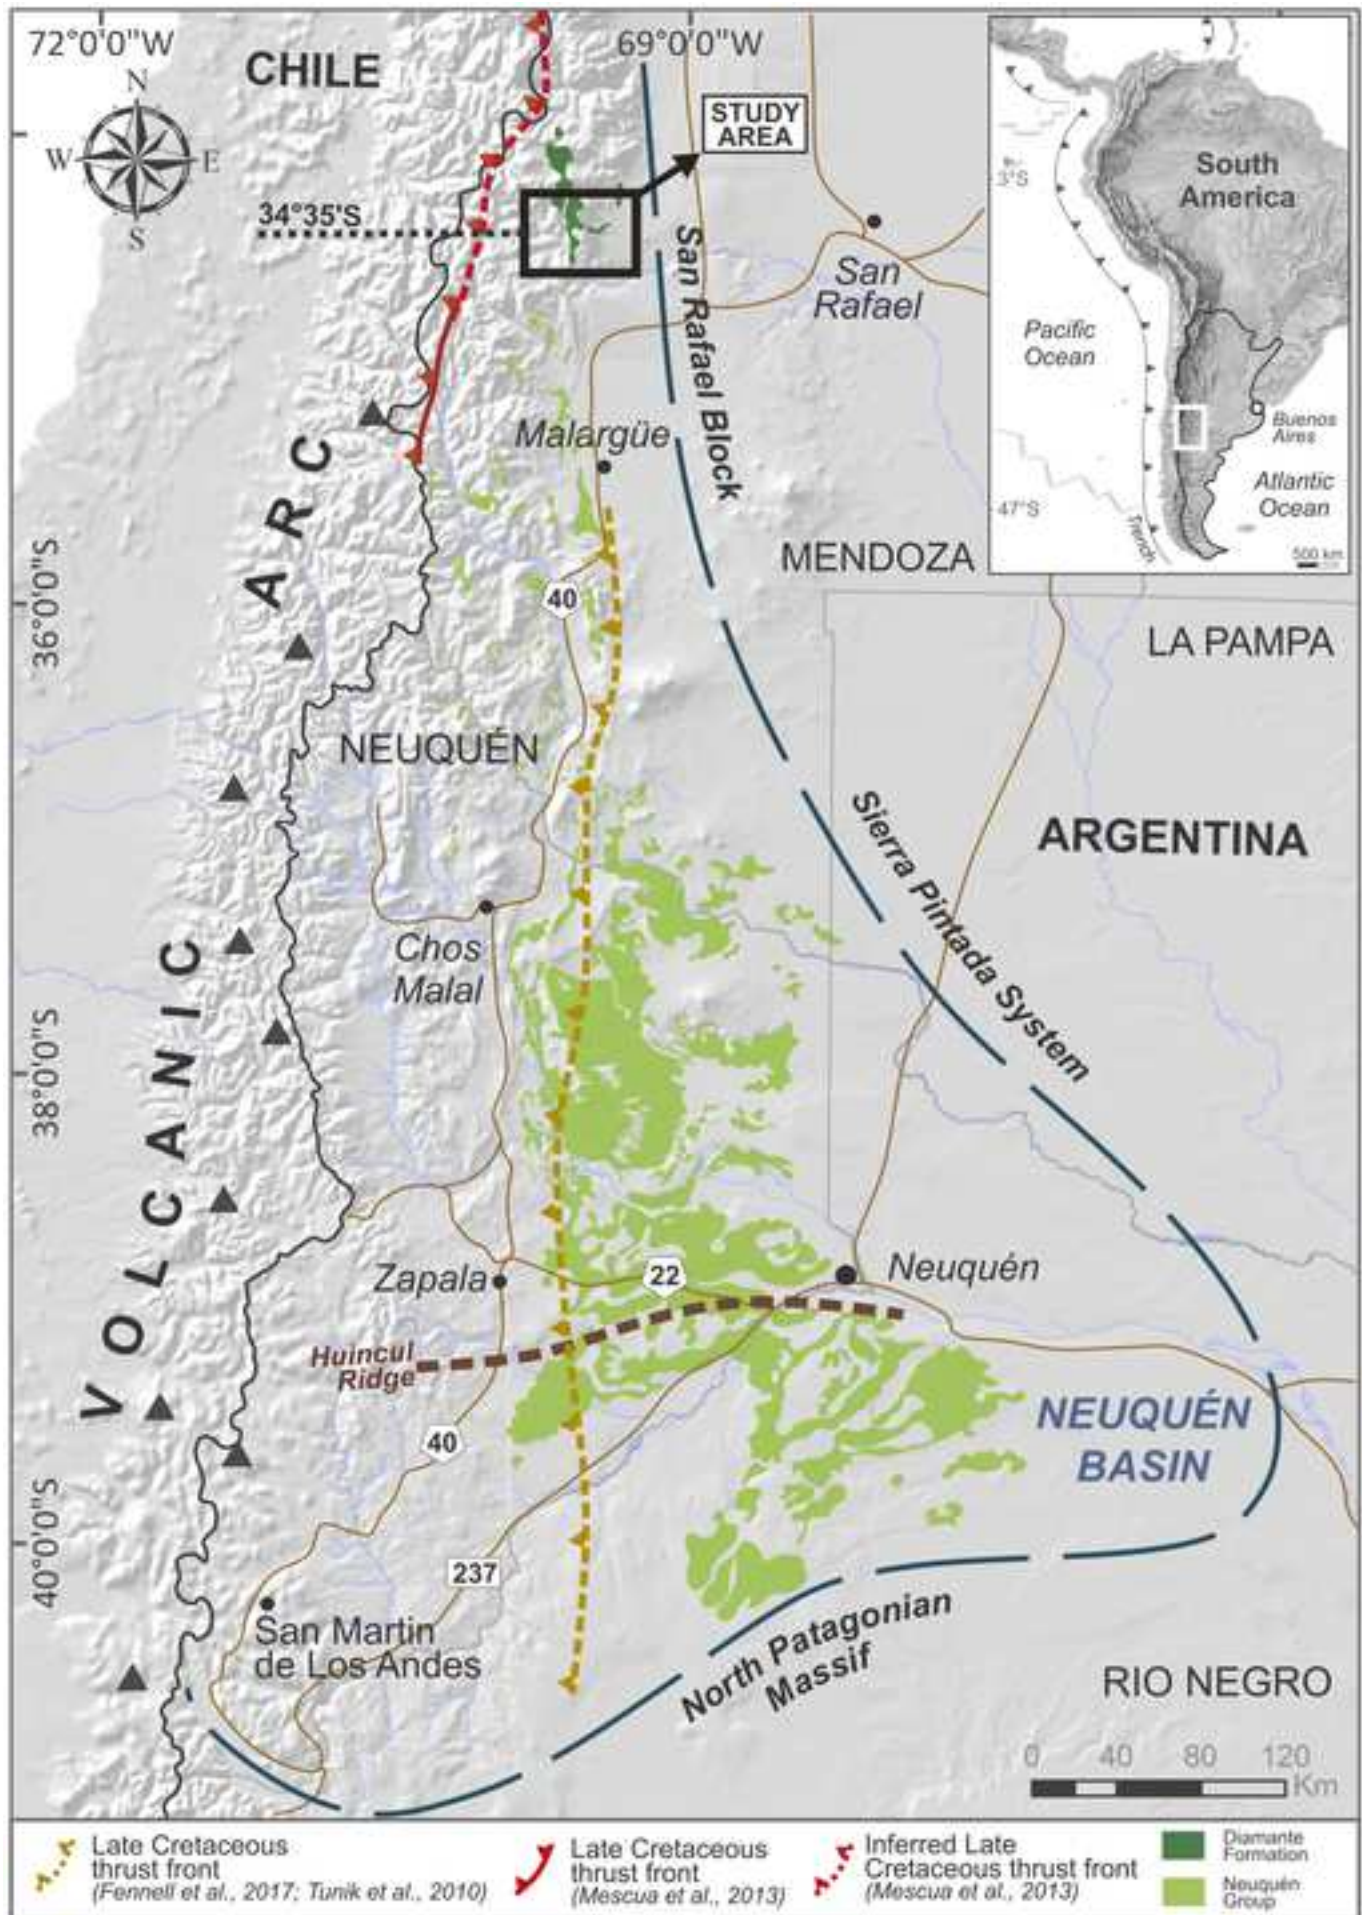 72°0'0"W
69°0'0"W
CHILE
N
W
E
S
STUDY
AREA
34°35'S
San Rafael Block
San
Rafael
South
America
3°S
Pacific
Ocean
Buenos
Aires
Atlantic
Ocean
47°S
Trench
500 km
Malargüe
MENDOZA
36°0'0"S
40
LA PAMPA
NEUQUÉN
ARGENTINA
Sierra Pintada System
Chos
Malal
VOLCANIC ARC
38°0'0"S
Zapala
22
Neuquén
Huincul
Ridge
40
NEUQUÉN
BASIN
40°0'0"S
237
San Martin
de Los Andes
North Patagonian
Massif
RIO NEGRO
0 40 80 120
Km
Late Cretaceous
thrust front
(Fennell et al., 2017; Tunik et al., 2010)
Late Cretaceous
thrust front
(Mescua et al., 2013)
Inferred Late
Cretaceous thrust front
(Mescua et al., 2013)
Diamante
Formation
Neuquén
Group